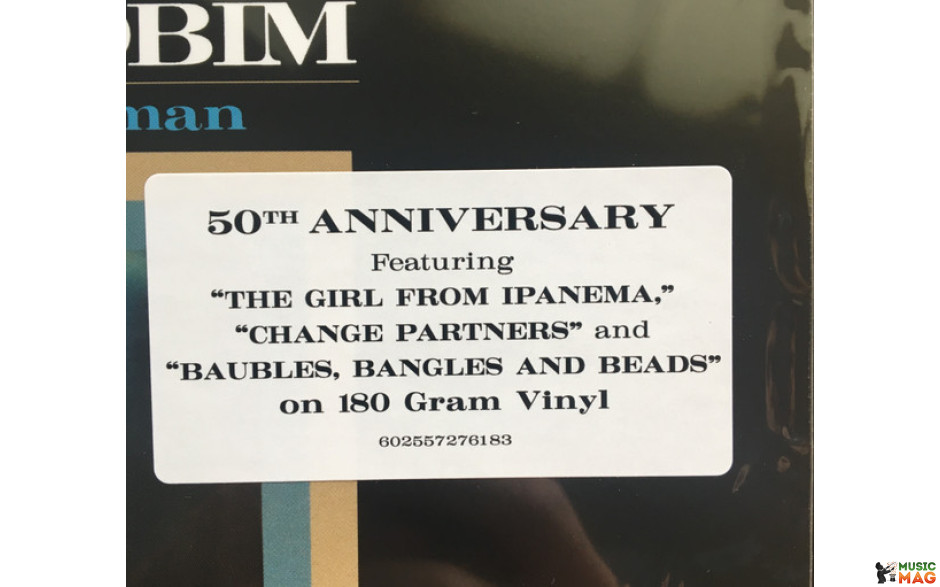 OBIM
man
50TH ANNIVERSARY
Featuring
“THE GIRL FROM IPANEMA,”
“CHANGE PARTNERS” and
“BAUBLES, BANGLES AND BEADS”
on 180 Gram Vinyl
602557276183
MUSIC
MAG